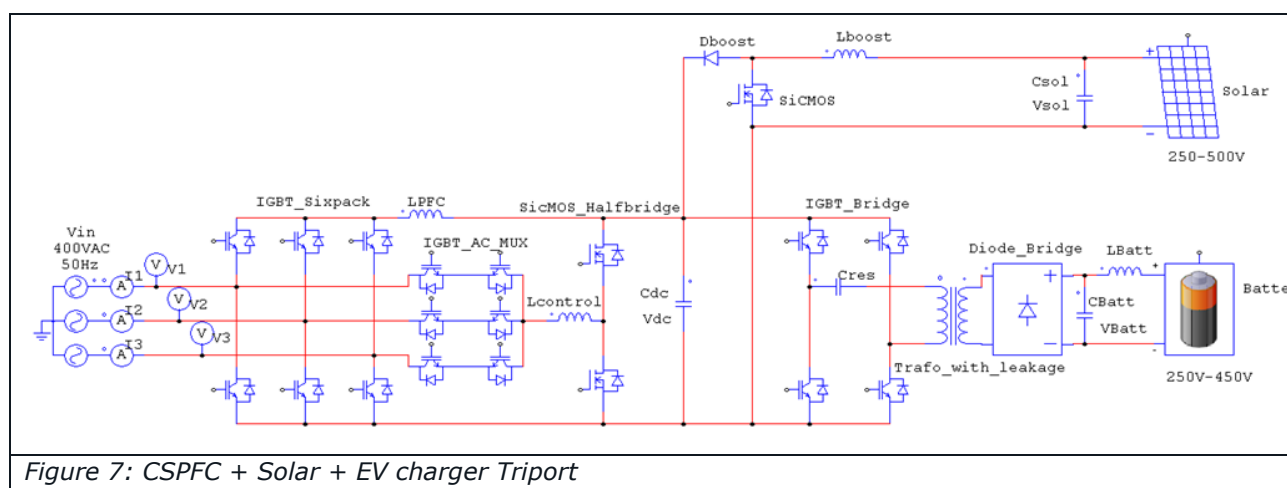 Dboost
Lboost
SiCMOS
Csol
Vsol
+
-
Solar
250-500V
IGBT_Sixpack
LPFC
SicMOS_Halfbridge
IGBT_Bridge
Vin
400VAC
50Hz
IGBT_AC_MUX
I1
A
V
V1
I2
A
V
V2
I3
A
V
V3
Lcontrol
Cdc
Vdc
Cres
Trafo_with_leakage
Diode_Bridge
+
-
LBatt
CBatt
VBatt
+
-
Batte
250V-450V
Figure 7: CSPFC + Solar + EV charger Triport